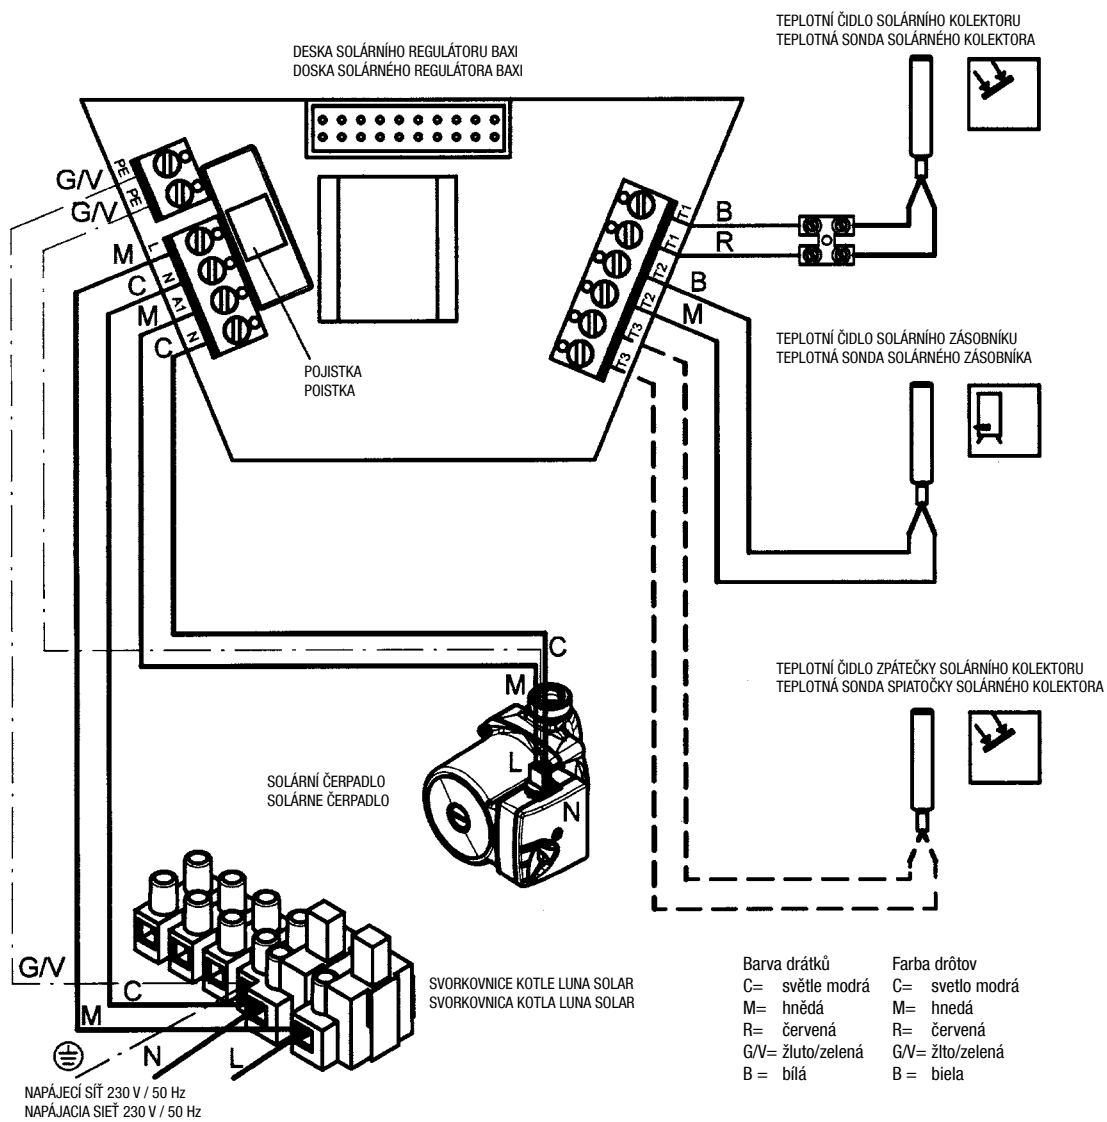 TEPLOTNÍ ČIDLO SOLÁRNÍHO KOLEKTORU
TEPLOTNÁ SONDA SOLÁRNÉHO KOLEKTORA
DESKA SOLÁRNÍHO REGULÁTORU BAXI
DOSKA SOLÁRNÉHO REGULÁTORA BAXI
PE
G/V
PE
G/V
L
M
N
C
A1
M
N
C
T1
B
T1
R
T2
B
T2
M
T3
T3
POJISTKA
POISTKA
TEPLOTNÍ ČIDLO SOLÁRNÍHO ZÁSOBNÍKU
TEPLOTNÁ SONDA SOLÁRNÉHO ZÁSOBNÍKA
C
M
TEPLOTNÍ ČIDLO ZPÁTEČKY SOLÁRNÍHO KOLEKTORU
TEPLOTNÁ SONDA SPIATOČKY SOLÁRNÉHO KOLEKTORA
L
N
SOLÁRNÍ ČERPADLO
SOLÁRNE ČERPADLO
G/V
C
M
N
L
SVORKOVNICE KOTLE LUNA SOLAR
SVORKOVNICA KOTLA LUNA SOLAR
NAPÁJECÍ SÍŤ 230 V / 50 Hz
NAPÁJACIA SIEŤ 230 V / 50 Hz
Barva drátků
C= světle modrá
M= hnědá
R= červená
G/V= žluto/zelená
B = bílá
Farba drôtov
C= svetlo modrá
M= hnedá
R= červená
G/V= žlto/zelená
B = biela